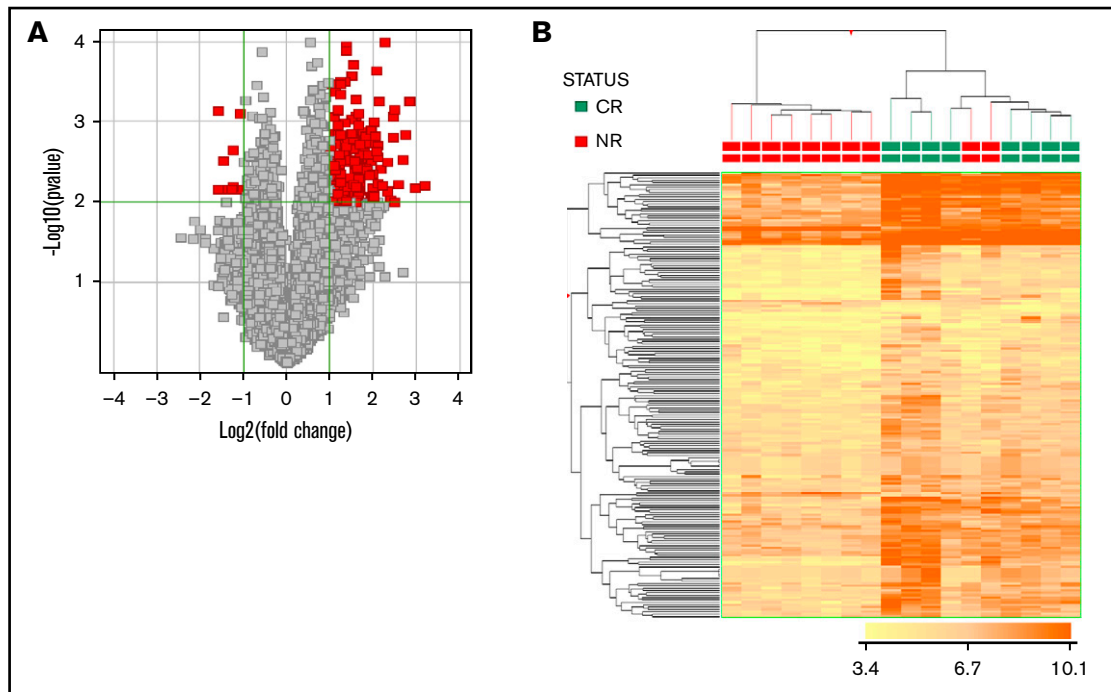 A
4
3
2
1
-Log10(pvalue)
−4 −3 −2 −1 0 1 2 3 4
Log2(fold change)
B
STATUS
CR
NR
3.4 6.7 10.1